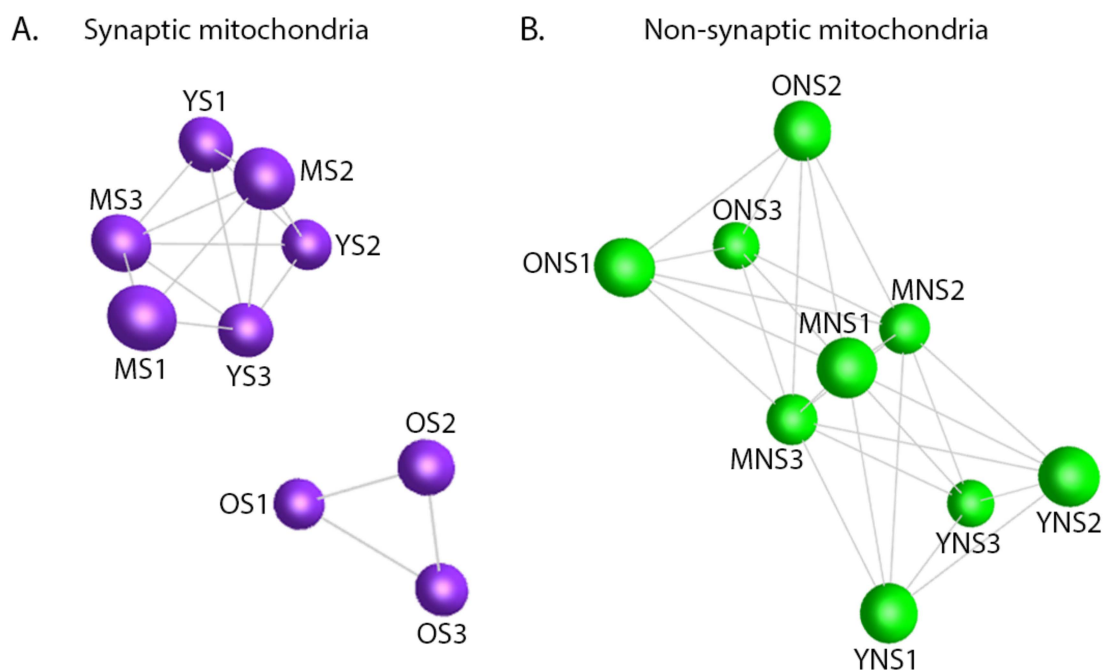 A. Synaptic mitochondria
YS1
MS2
MS3
YS2
MS1
YS3
OS2
OS1
OS3
B. Non-synaptic mitochondria
ONS2
ONS3
ONS1
MNS2
MNS1
MNS3
YNS2
YNS3
YNS1